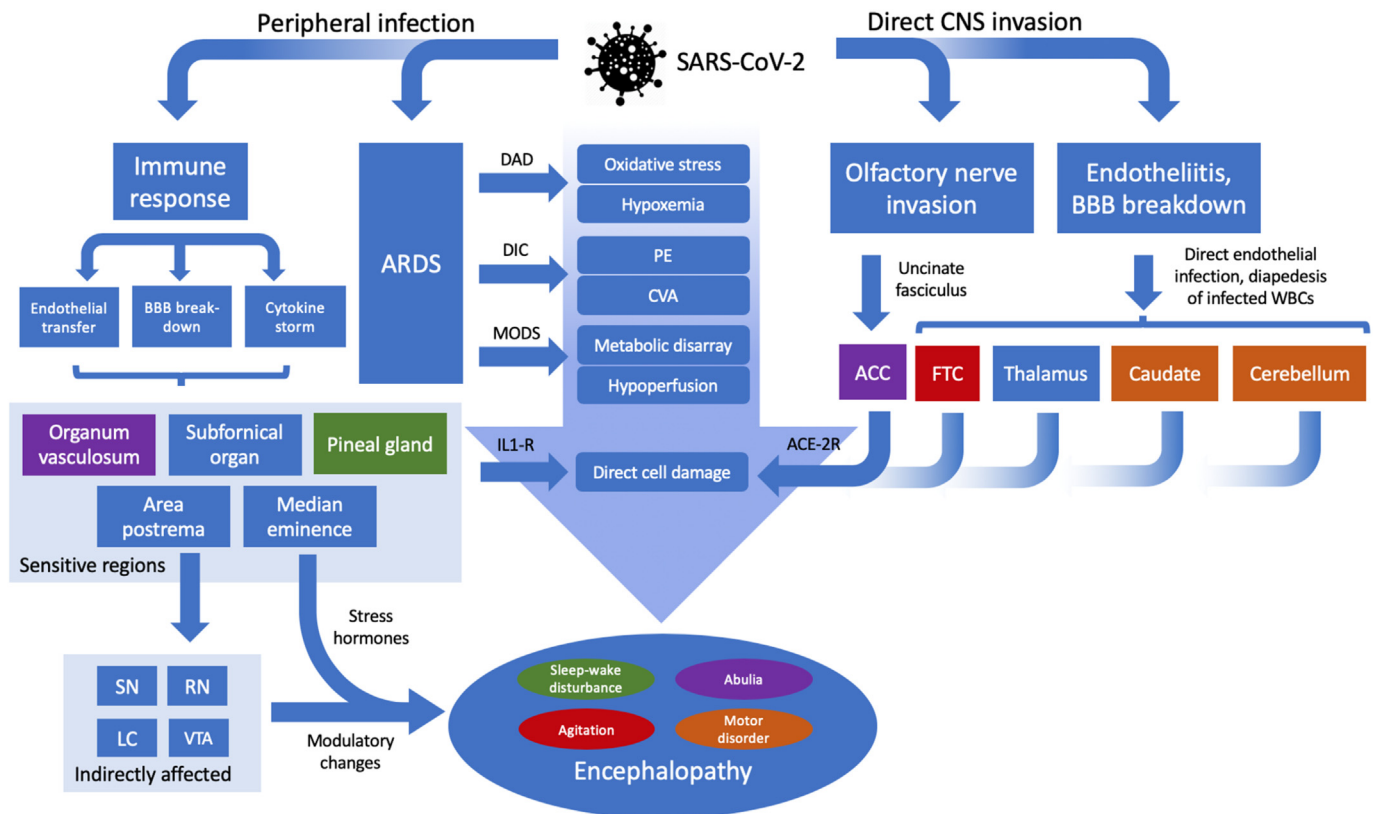 Peripheral infection
SARS-CoV-2
Direct CNS invasion
Immune
response
ARDS
DAD
DIC
MODS
Oxidative stress
Hypoxemia
PE
CVA
Metabolic disarray
Hypoperfusion
Olfactory nerve
invasion
Endotheliitis,
BBB breakdown
Uncinate
fasciculus
Direct endothelial
infection, diapedesis
of infected WBCs
Endothelial
transfer
BBB break-
down
Cytokine
storm
ACC
FTC
Thalamus
Caudate
Cerebellum
Organum
vasculosum
Subfornical
organ
Pineal gland
Area
postrema
Median
eminence
Sensitive regions
IL1-R
Direct cell damage
ACE-2R
Stress
hormones
SN
RN
LC
VTA
Indirectly affected
Modulatory
changes
Sleep-wake
disturbance
Abulia
Agitation
Motor
disorder
Encephalopathy